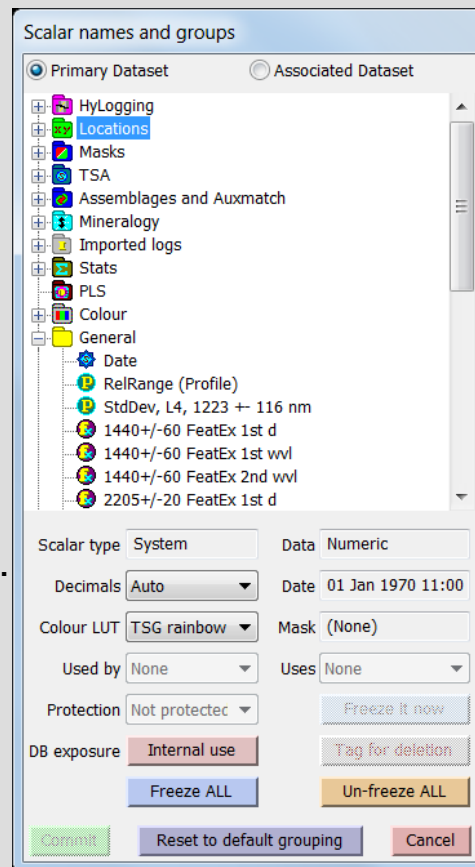 Scalar names and groups
Primary Dataset Associated Dataset
HyLogging
xy Locations
Masks
TSA
Assemblages and Auxmatch
Mineralogy
Imported logs
Stats
PLS
Colour
General
Date
P RelRange (Profile)
P StdDev, L4, 1223 +- 116 nm
1440+/-60 FeatEx 1st d
1440+/-60 FeatEx 1st wvl
1440+/-60 FeatEx 2nd wvl
2205+/-20 FeatEx 1st d
Scalar type System Data Numeric
Decimals Auto Date 01 Jan 1970 11:00
Colour LUT TSG rainbow Mask (None)
Used by None Uses None
Protection Not protectec Freeze it now
DB exposure Internal use Tag for deletion
Freeze ALL Un-freeze ALL
Commit Reset to default grouping Cancel